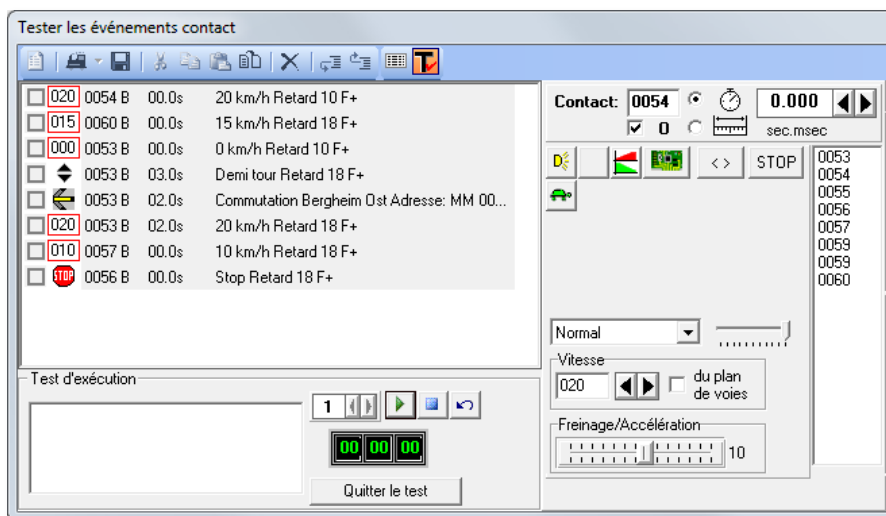 Tester les événements contact
020 0054 B 00.0s 20 km/h Retard 10 F+
015 0060 B 00.0s 15 km/h Retard 18 F+
000 0053 B 00.0s 0 km/h Retard 10 F+
0053 B 03.0s Demi tour Retard 18 F+
0053 B 02.0s Commutation Bergheim Ost Adresse: MM 00...
020 0053 B 02.0s 20 km/h Retard 18 F+
010 0057 B 00.0s 10 km/h Retard 18 F+
STOP 0056 B 00.0s Stop Retard 18 F+
Contact: 0054 0.000
0 sec.msec
D < > STOP
0053
0054
0055
0056
0057
0059
0059
0060
Normal
Vitesse
020 du plan
de voies
Freinage/Accélération
10
Test d'exécution
1
00 00 00
Quitter le test